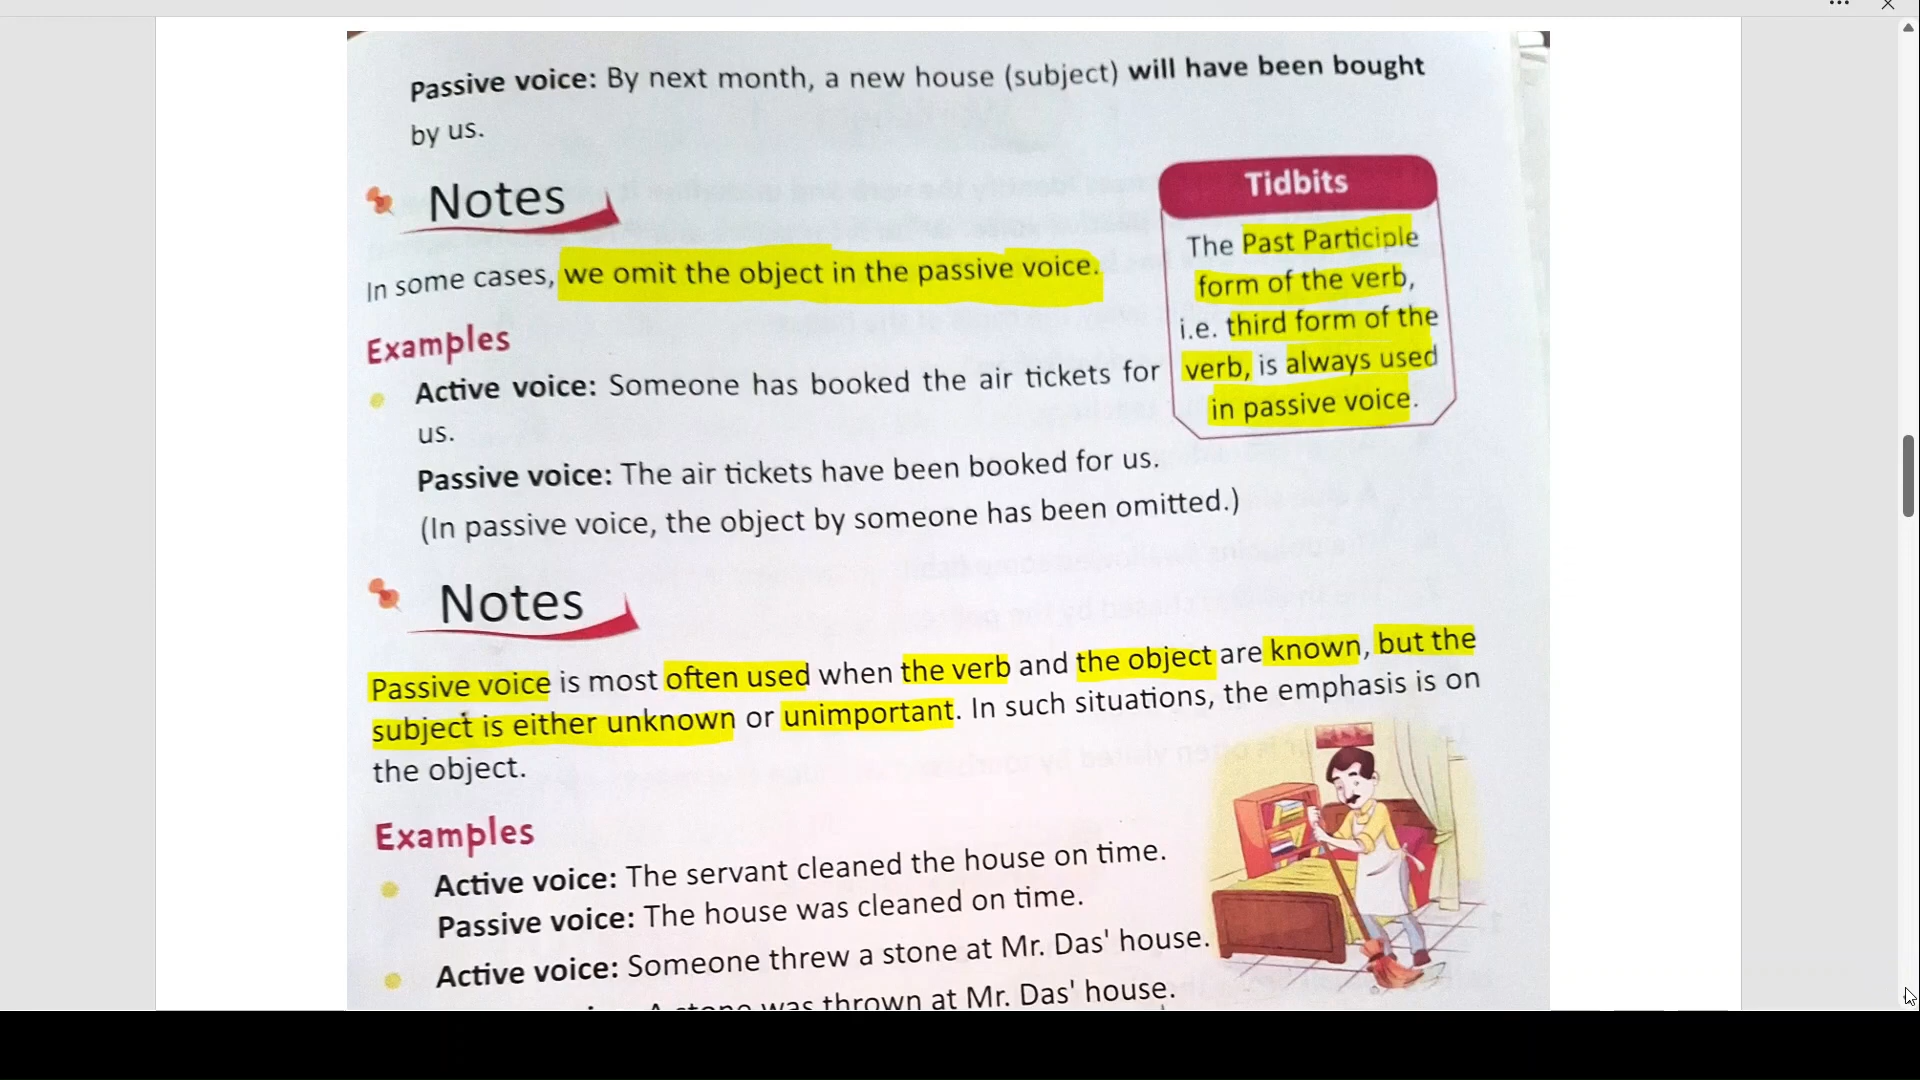 Passive voice: By next month, a new house (subject) will have been bought
by us.
Notes
In some cases, we omit the object in the passive voice.
Tidbits
The Past Participle
form of the verb,
i.e. third form of the
verb, is always used
in passive voice.
Examples
Active voice: Someone has booked the air tickets for
us.
Passive voice: The air tickets have been booked for us.
(In passive voice, the object by someone has been omitted.)
Notes
Passive voice is most often used when the verb and the object are known, but the
subject is either unknown or unimportant. In such situations, the emphasis is on
the object.
Examples
Active voice: The servant cleaned the house on time.
Passive voice: The house was cleaned on time.
Active voice: Someone threw a stone at Mr. Das' house.
A stone was thrown at Mr. Das' house.